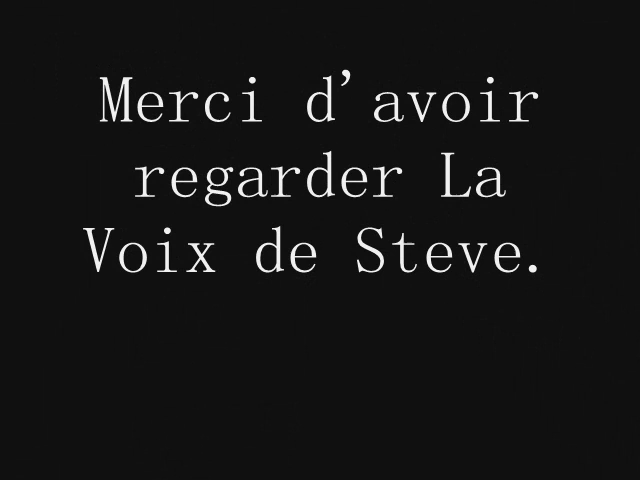 Merci d'avoir
regarder La
Voix de Steve.